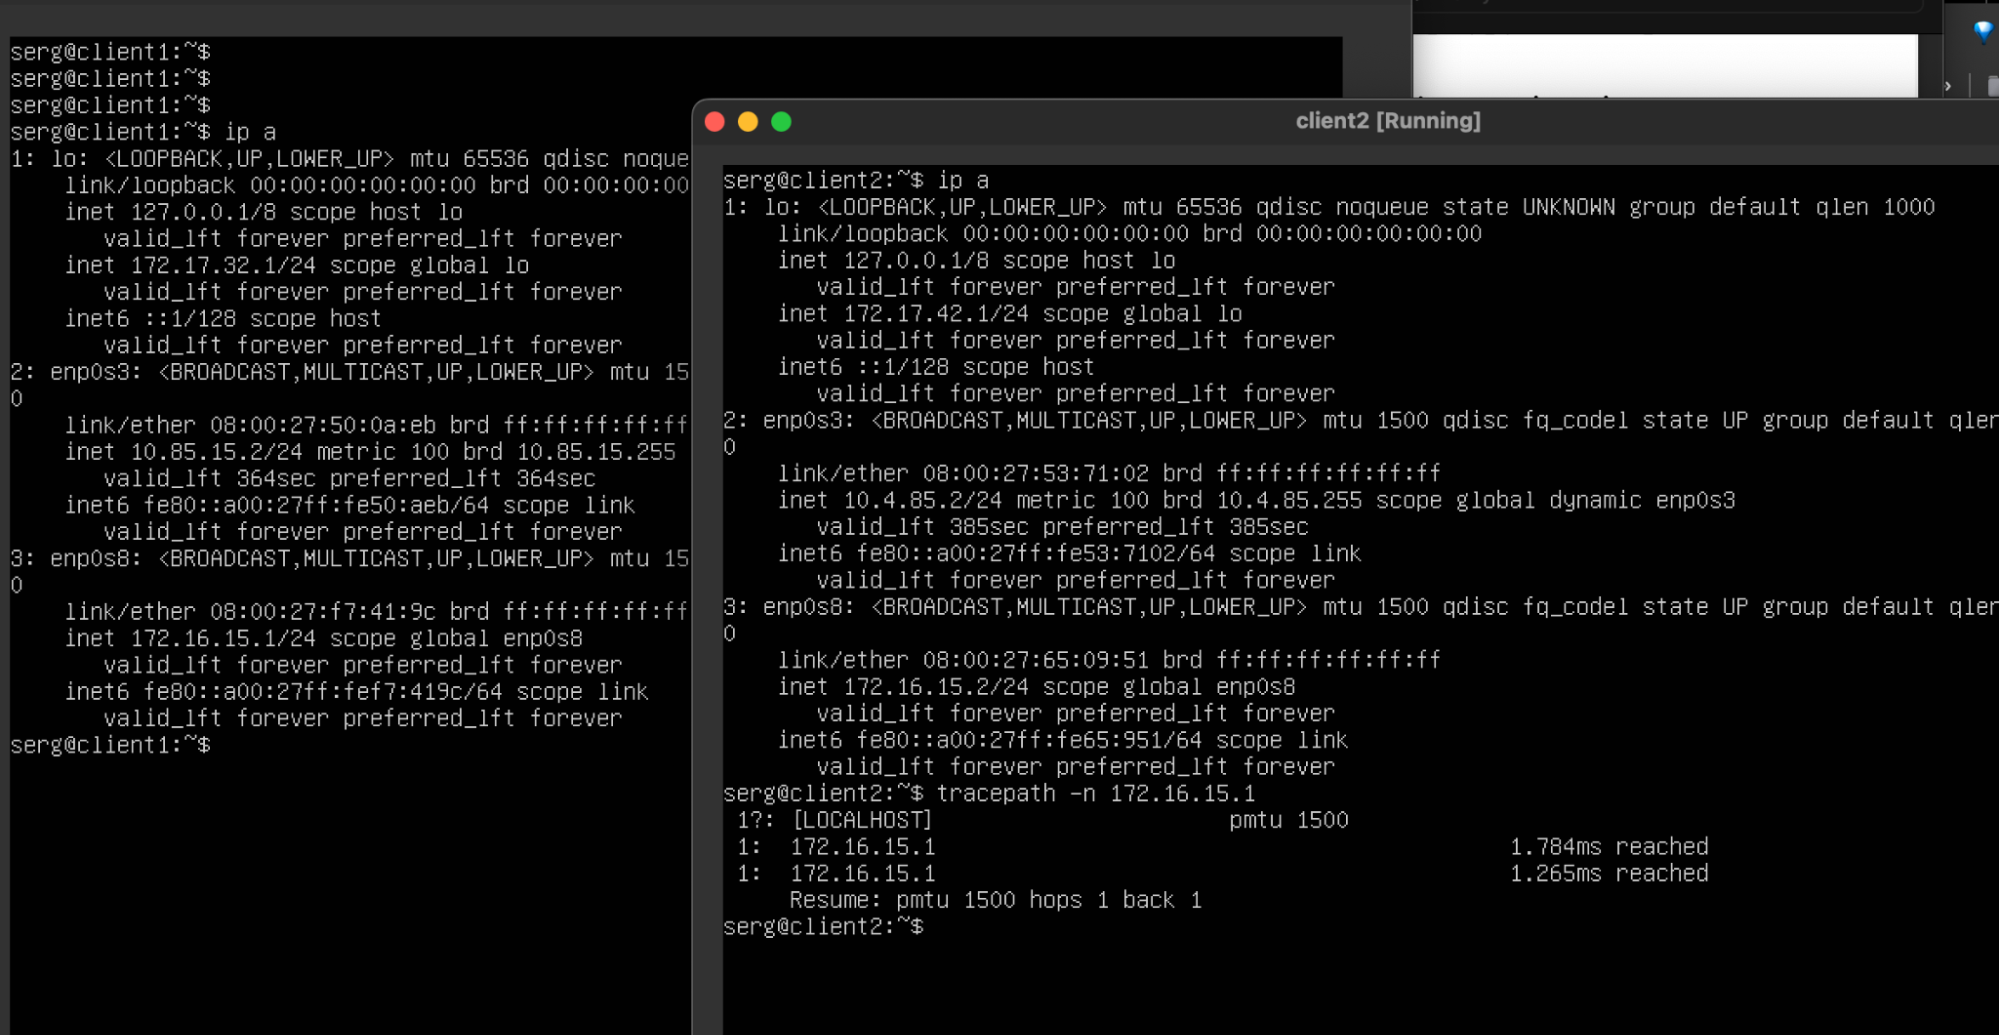 serg@client1:~$
serg@client1:~$
serg@client1:~$
serg@client1:~$ ip a
1: lo: <LOOPBACK,UP,LOWER_UP> mtu 65536 qdisc noqueue
link/loopback 00:00:00:00:00:00 brd 00:00:00:00
inet 127.0.0.1/8 scope host lo
valid_lft forever preferred_lft forever
inet 172.17.32.1/24 scope global lo
valid_lft forever preferred_lft forever
inet6 ::1/128 scope host
valid_lft forever preferred_lft forever
2: enp0s3: <BROADCAST,MULTICAST,UP,LOWER_UP> mtu 15
0
link/ether 08:00:27:50:0a:eb brd ff:ff:ff:ff:ff
inet 10.85.15.2/24 metric 100 brd 10.85.15.255
valid_lft 364sec preferred_lft 364sec
inet6 fe80::a00:27ff:fe50:aeb/64 scope link
valid_lft forever preferred_lft forever
3: enp0s8: <BROADCAST,MULTICAST,UP,LOWER_UP> mtu 15
0
link/ether 08:00:27:f7:41:9c brd ff:ff:ff:ff:ff
inet 172.16.15.1/24 scope global enp0s8
valid_lft forever preferred_lft forever
inet6 fe80::a00:27ff:fef7:419c/64 scope link
valid_lft forever preferred_lft forever
serg@client1:~$
client2 [Running]
serg@client2:~$ ip a
1: lo: <LOOPBACK,UP,LOWER_UP> mtu 65536 qdisc noqueue state UNKNOWN group default qlen 1000
link/loopback 00:00:00:00:00:00 brd 00:00:00:00:00:00
inet 127.0.0.1/8 scope host lo
valid_lft forever preferred_lft forever
inet 172.17.42.1/24 scope global lo
valid_lft forever preferred_lft forever
inet6 ::1/128 scope host
valid_lft forever preferred_lft forever
2: enp0s3: <BROADCAST,MULTICAST,UP,LOWER_UP> mtu 1500 qdisc fq_codel state UP group default qlen
0
link/ether 08:00:27:53:71:02 brd ff:ff:ff:ff:ff:ff
inet 10.4.85.2/24 metric 100 brd 10.4.85.255 scope global dynamic enp0s3
valid_lft 385sec preferred_lft 385sec
inet6 fe80::a00:27ff:fe53:7102/64 scope link
valid_lft forever preferred_lft forever
3: enp0s8: <BROADCAST,MULTICAST,UP,LOWER_UP> mtu 1500 qdisc fq_codel state UP group default qlen
0
link/ether 08:00:27:65:09:51 brd ff:ff:ff:ff:ff:ff
inet 172.16.15.2/24 scope global enp0s8
valid_lft forever preferred_lft forever
inet6 fe80::a00:27ff:fe65:951/64 scope link
valid_lft forever preferred_lft forever
serg@client2:~$ tracepath -n 172.16.15.1
1?: [LOCALHOST] pmtu 1500
1: 172.16.15.1 1.784ms reached
1: 172.16.15.1 1.265ms reached
Resume: pmtu 1500 hops 1 back 1
serg@client2:~$